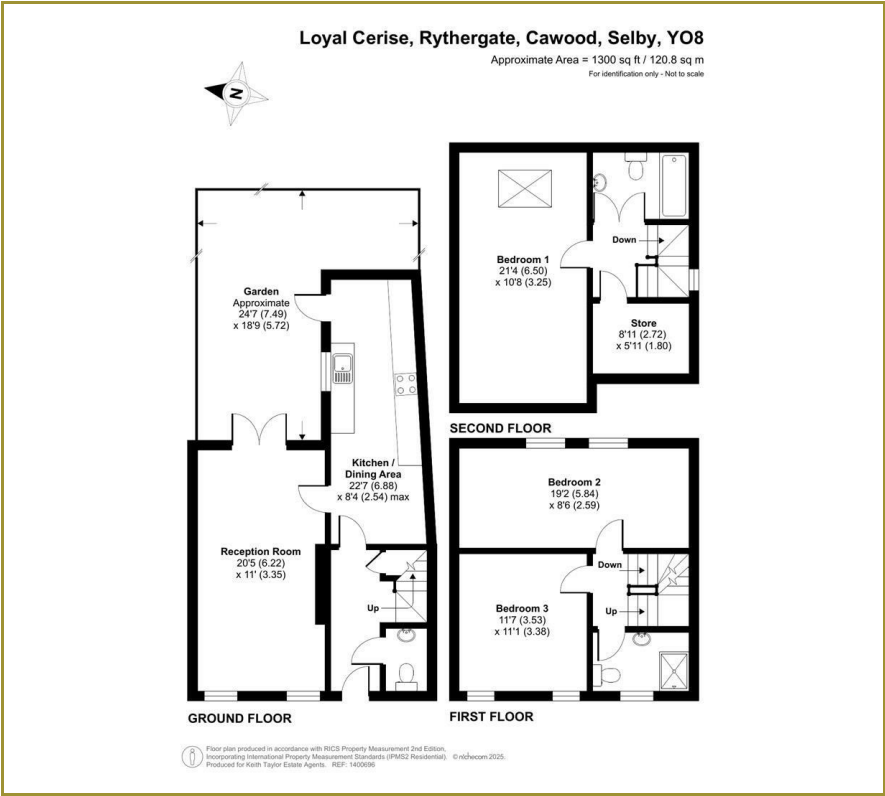 Loyal Cerise, Rythergate, Cawood, Selby, YO8
Approximate Area = 1300 sq ft / 120.8 sq m
For identification only - Not to scale
N
Garden
Approximate
24'7 (7.49)
x 18'9 (5.72)
Kitchen /
Dining Area
22'7 (6.88)
x 8'4 (2.54) max
Reception Room
20'5 (6.22)
x 11' (3.35)
Up
GROUND FLOOR
Bedroom 1
21'4 (6.50)
x 10'8 (3.25)
Down
Store
8'11 (2.72)
x 5'11 (1.80)
SECOND FLOOR
Bedroom 2
19'2 (5.84)
x 8'6 (2.59)
Down
Up
Bedroom 3
11'7 (3.53)
x 11'1 (3.38)
FIRST FLOOR
Floor plan produced in accordance with RICS Property Measurement 2nd Edition,
Incorporating International Property Measurement Standards (IPMS2 Residential). © nichecom 2025.
Produced for Keith Taylor Estate Agents. REF: 1400696